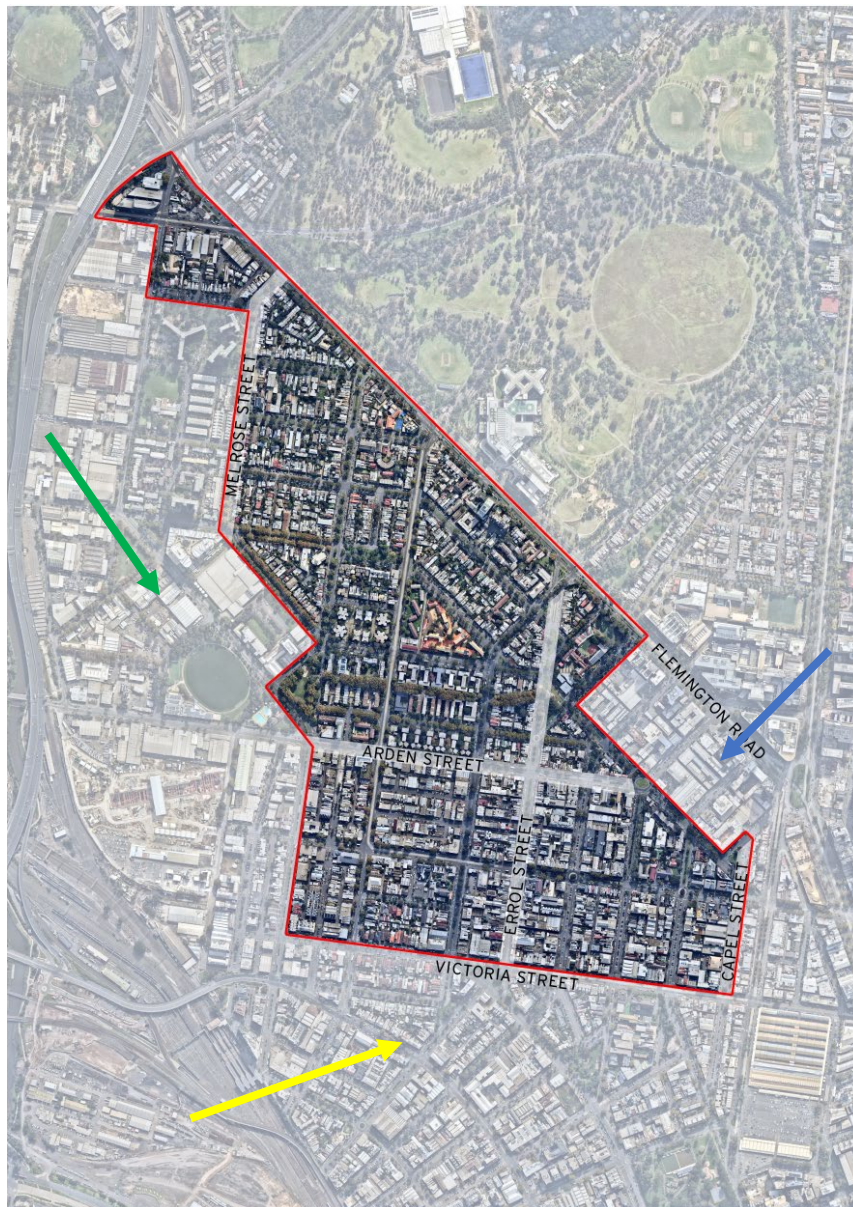 MELROSE STREET
FLEMINGTON ROAD
ARDEN STREET
ERROL STREET
CAPEL STREET
VICTORIA STREET